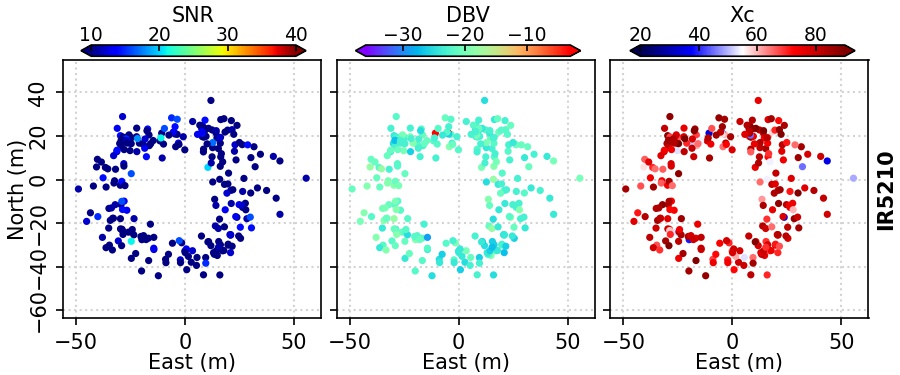 SNR DBV Xc
10 20 30 40 −30 −20 −10 20 40 60 80
North (m)
40
20
0
−20
−40
−60
−50 0 50 −50 0 50 −50 0 50
East (m) East (m) East (m)
IR5210